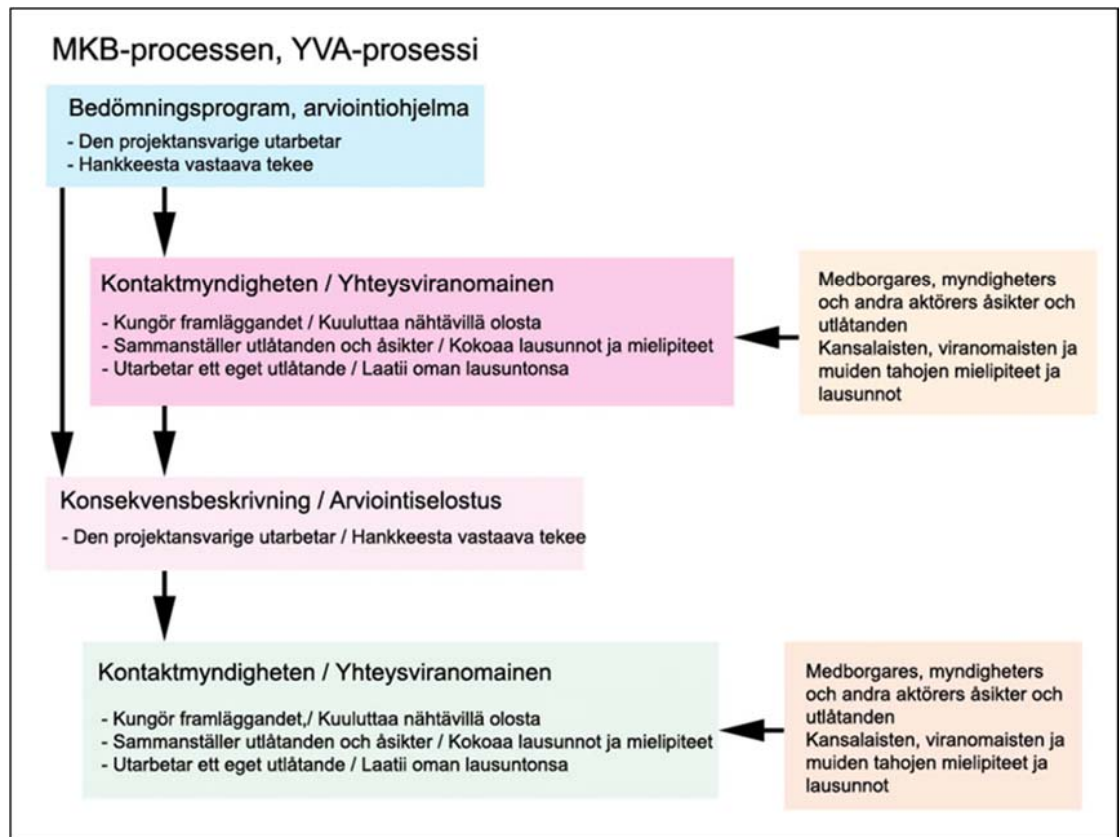 MKB-processen, YVA-prosessi
Bedömningsprogram, arviointiohjelma
- Den projektansvarige utarbetar
- Hankkeesta vastaava tekee
Kontaktmyndigheten / Yhteysviranomainen
- Kungör framläggandet / Kuuluttaa nähtävillä olosta
- Sammanställer utlåtanden och åsikter / Kokoaa lausunnot ja mielipiteet
- Utarbetar ett eget utlåtande / Laatii oman lausuntonsa
Medborgares, myndigheters
och andra aktörers åsikter och
utlåtanden
Kansalaisten, viranomaisten ja
muiden tahojen mielipiteet ja
lausunnot
Konsekvensbeskrivning / Arviointiselostus
- Den projektansvarige utarbetar / Hankkeesta vastaava tekee
Kontaktmyndigheten / Yhteysviranomainen
- Kungör framläggandet,/ Kuuluttaa nähtävillä olosta
- Sammanställer utlåtanden och åsikter / Kokoaa lausunnot ja mielipiteet
- Utarbetar ett eget utlåtande / Laatii oman lausuntonsa
Medborgares, myndigheters
och andra aktörers åsikter och
utlåtanden
Kansalaisten, viranomaisten ja
muiden tahojen mielipiteet ja
lausunnot